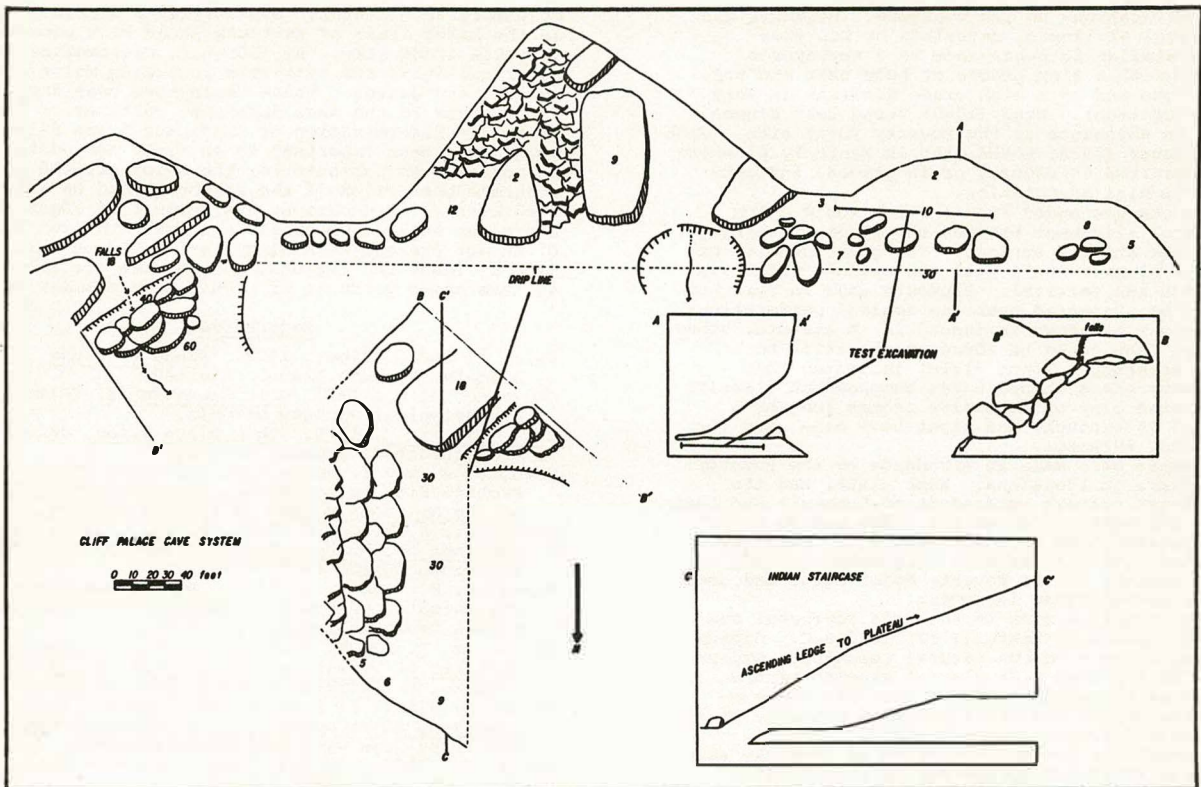 A
2
9
2
3
10
12
8
7
5
FALLS
18
30
40
DRIP LINE
A'
B
C'
60
A
A'
B'
falls
B
TEST EXCAVATION
18
B'
30
B'
CLIFF PALACE CAVE SYSTEM
0 10 20 30 40 feet
30
N
C
INDIAN STAIRCASE
C'
ASCENDING LEDGE TO PLATEAU →
5
6
9
C